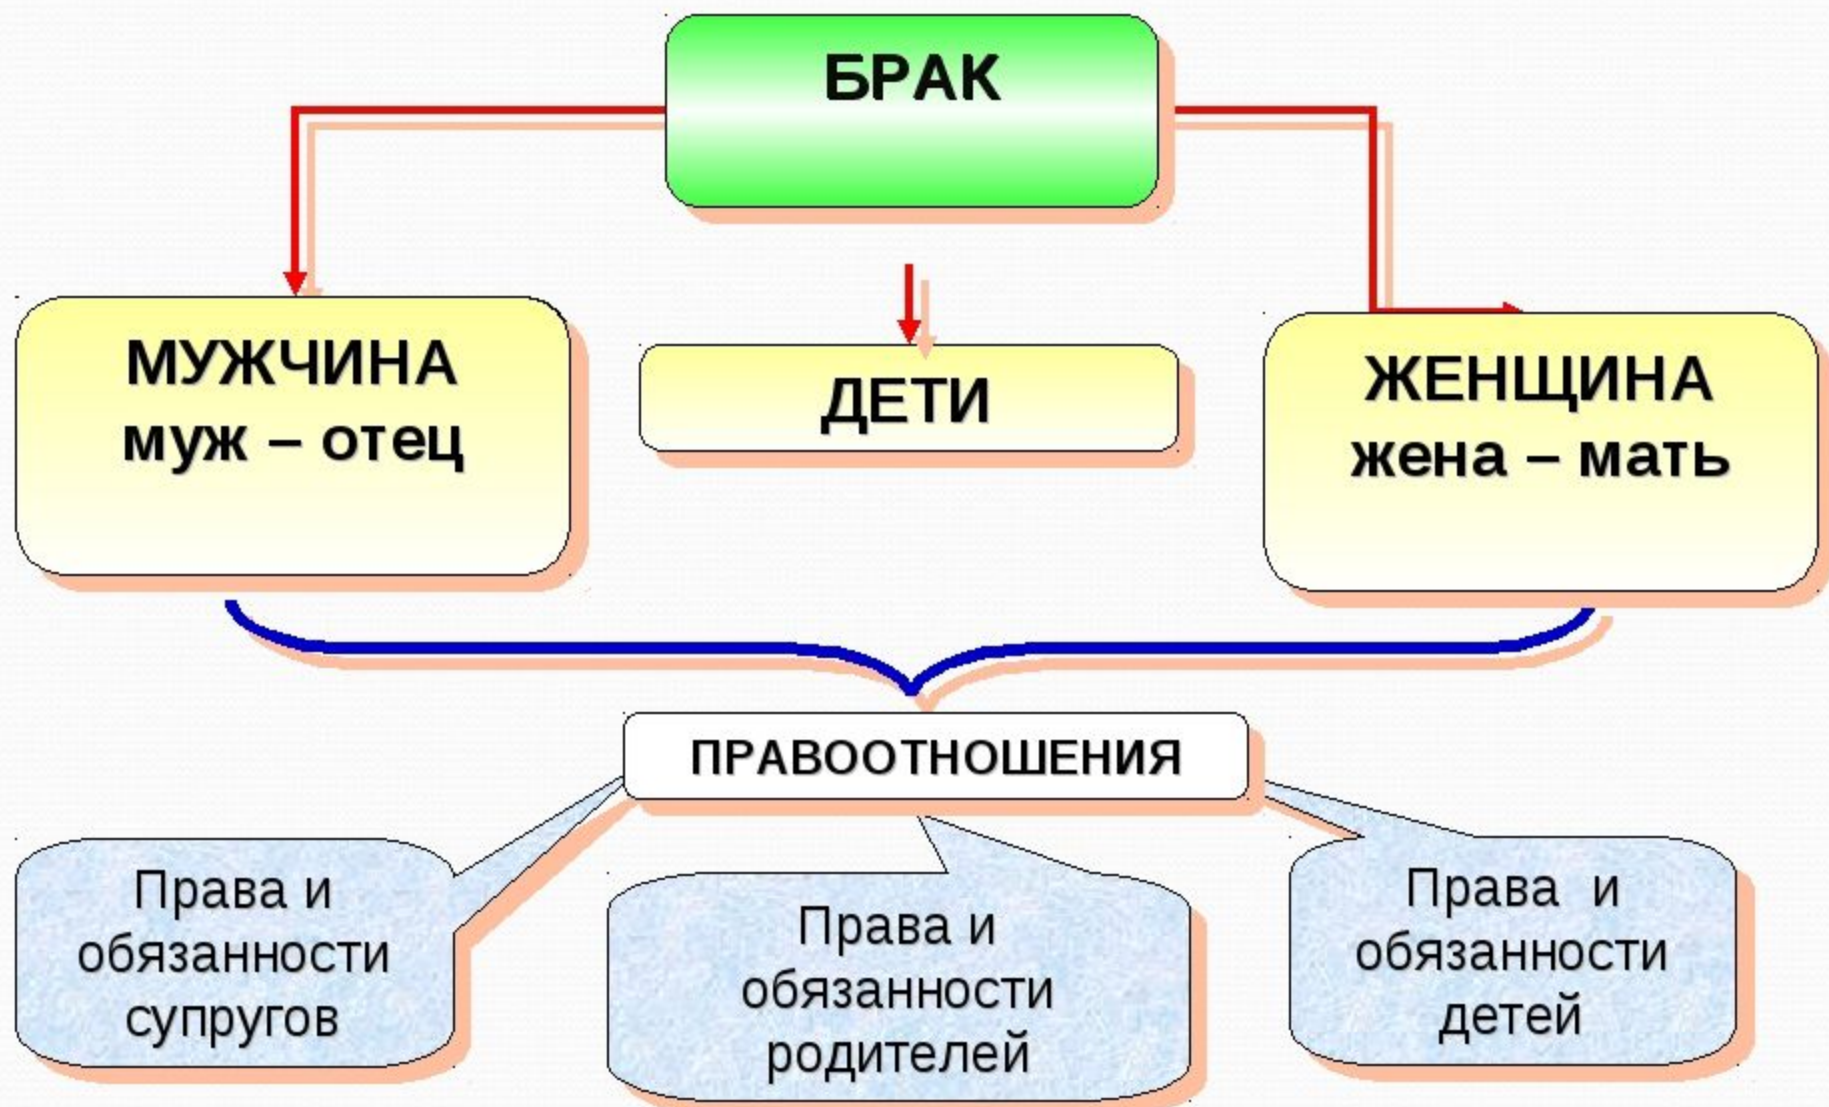 БРАК
МУЖЧИНА
муж – отец
ДЕТИ
ЖЕНЩИНА
жена – мать
ПРАВООТНОШЕНИЯ
Права и
обязанности
супругов
Права и
обязанности
родителей
Права и
обязанности
детей